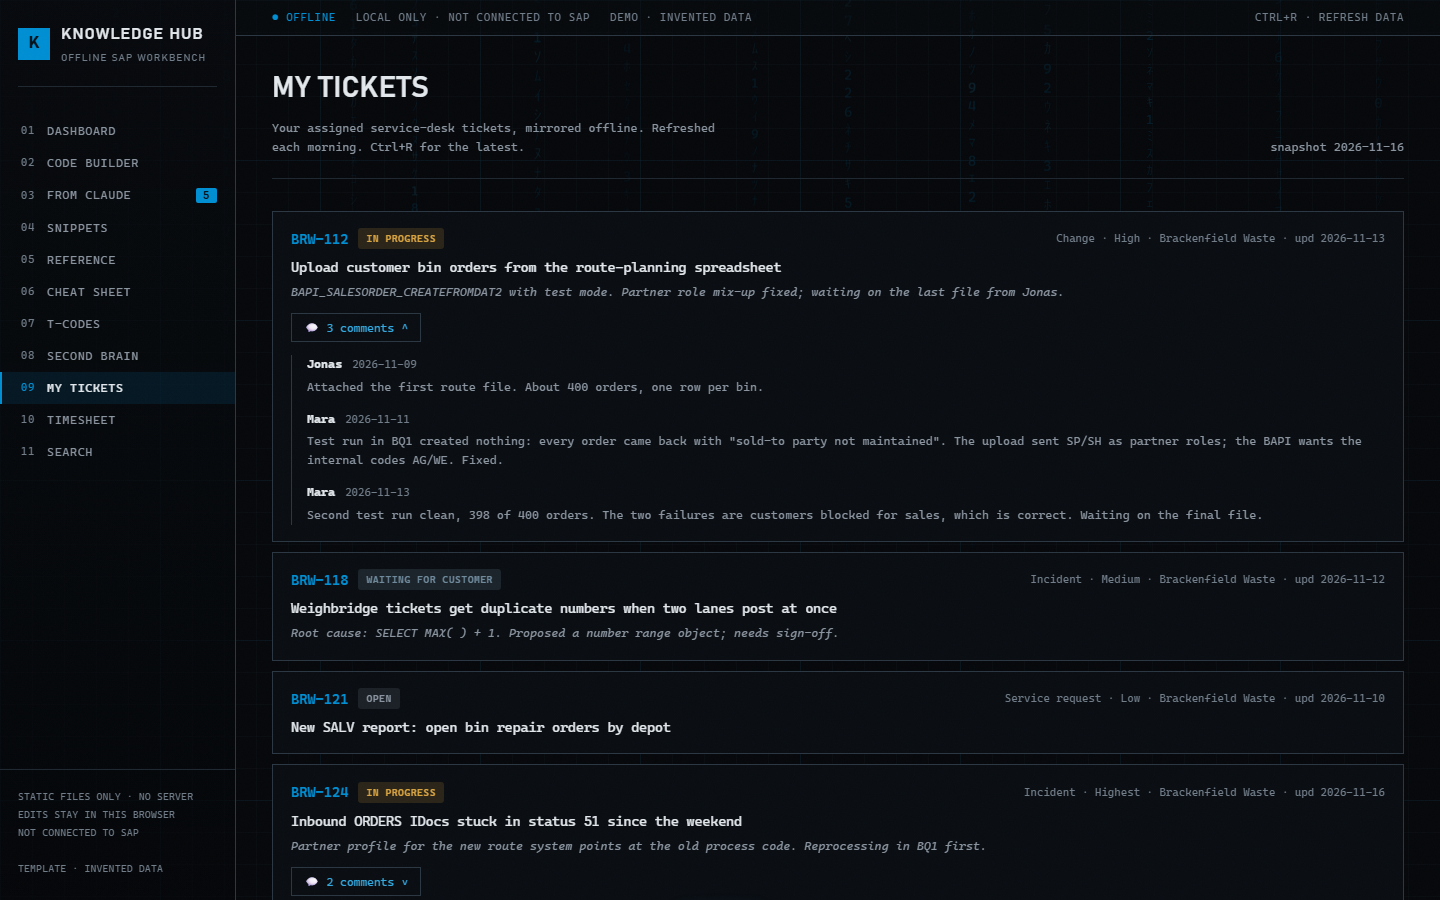 K
KNOWLEDGE HUB
OFFLINE SAP WORKBENCH
01 DASHBOARD
02 CODE BUILDER
03 FROM CLAUDE 5
04 SNIPPETS
05 REFERENCE
06 CHEAT SHEET
07 T-CODES
08 SECOND BRAIN
09 MY TICKETS
10 TIMESHEET
11 SEARCH
STATIC FILES ONLY · NO SERVER
EDITS STAY IN THIS BROWSER
NOT CONNECTED TO SAP
TEMPLATE · INVENTED DATA
● OFFLINE LOCAL ONLY · NOT CONNECTED TO SAP DEMO · INVENTED DATA CTRL+R · REFRESH DATA
MY TICKETS
Your assigned service-desk tickets, mirrored offline. Refreshed
each morning. Ctrl+R for the latest.
snapshot 2026-11-16
BRW-112 IN PROGRESS Change · High · Brackenfield Waste · upd 2026-11-13
Upload customer bin orders from the route-planning spreadsheet
BAPI_SALESORDER_CREATEFROMDAT2 with test mode. Partner role mix-up fixed; waiting on the last file from Jonas.
3 comments ^
Jonas 2026-11-09
Attached the first route file. About 400 orders, one row per bin.
Mara 2026-11-11
Test run in BQ1 created nothing: every order came back with "sold-to party not maintained". The upload sent SP/SH as partner roles; the BAPI wants the
internal codes AG/WE. Fixed.
Mara 2026-11-13
Second test run clean, 398 of 400 orders. The two failures are customers blocked for sales, which is correct. Waiting on the final file.
BRW-118 WAITING FOR CUSTOMER Incident · Medium · Brackenfield Waste · upd 2026-11-12
Weighbridge tickets get duplicate numbers when two lanes post at once
Root cause: SELECT MAX( ) + 1. Proposed a number range object; needs sign-off.
BRW-121 OPEN Service request · Low · Brackenfield Waste · upd 2026-11-10
New SALV report: open bin repair orders by depot
BRW-124 IN PROGRESS Incident · Highest · Brackenfield Waste · upd 2026-11-16
Inbound ORDERS IDocs stuck in status 51 since the weekend
Partner profile for the new route system points at the old process code. Reprocessing in BQ1 first.
2 comments v